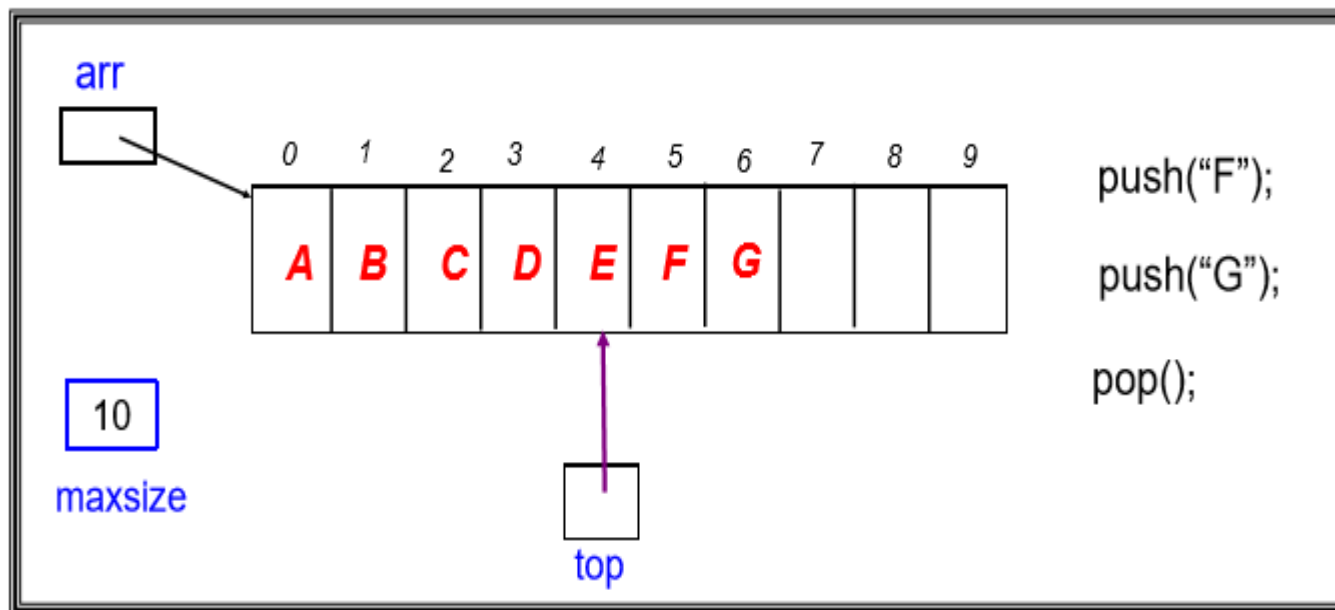 arr
0 1 2 3 4 5 6 7 8 9
A B C D E F G
push(“F”);
push(“G”);
pop();
10
maxsize
top